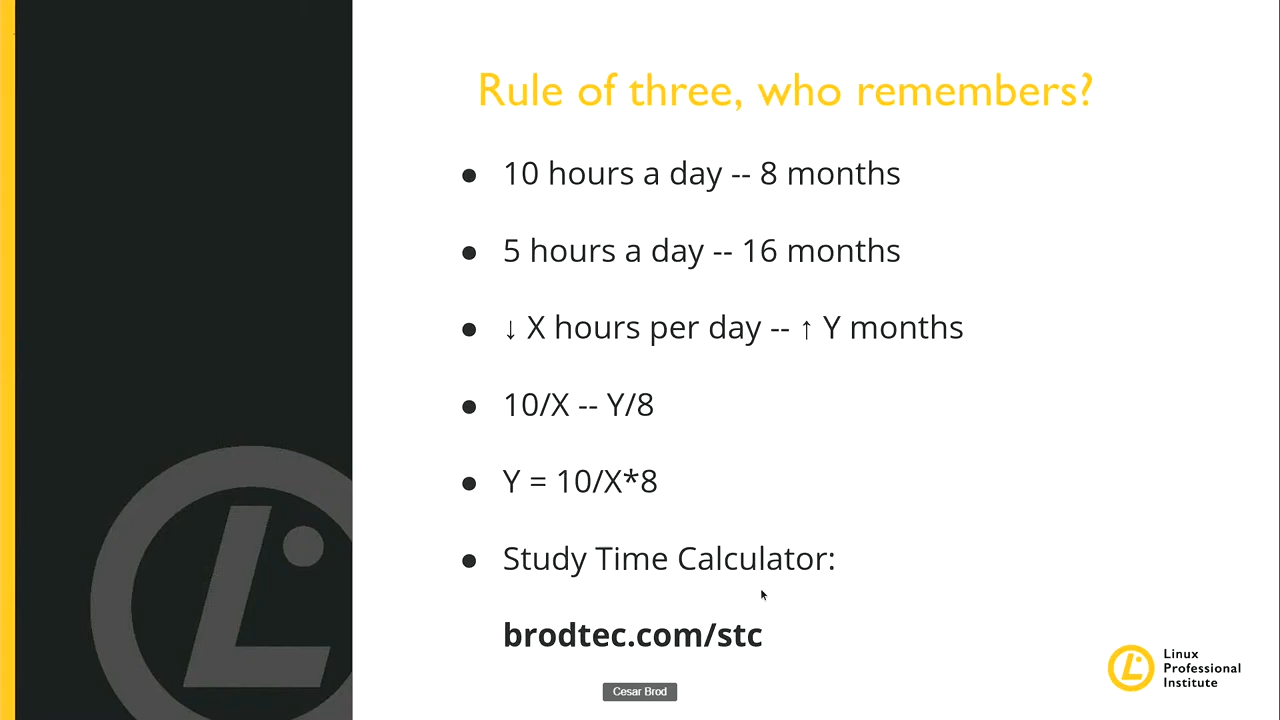 Rule of three, who remembers?
● 10 hours a day -- 8 months
● 5 hours a day -- 16 months
● ↓ X hours per day -- ↑ Y months
● 10/X -- Y/8
● Y = 10/X*8
● Study Time Calculator:
brodtec.com/stc
Cesar Brod
Linux
Professional
Institute